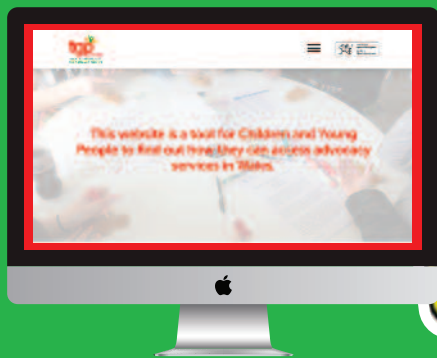 tgp
This website is a tool for Children and Young
People to find out how they can access advocacy
services in Wales.